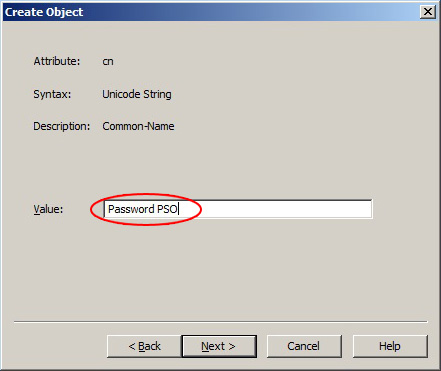 Create Object
Attribute: cn
Syntax: Unicode String
Description: Common-Name
Value: Password PSO
< Back Next > Cancel Help